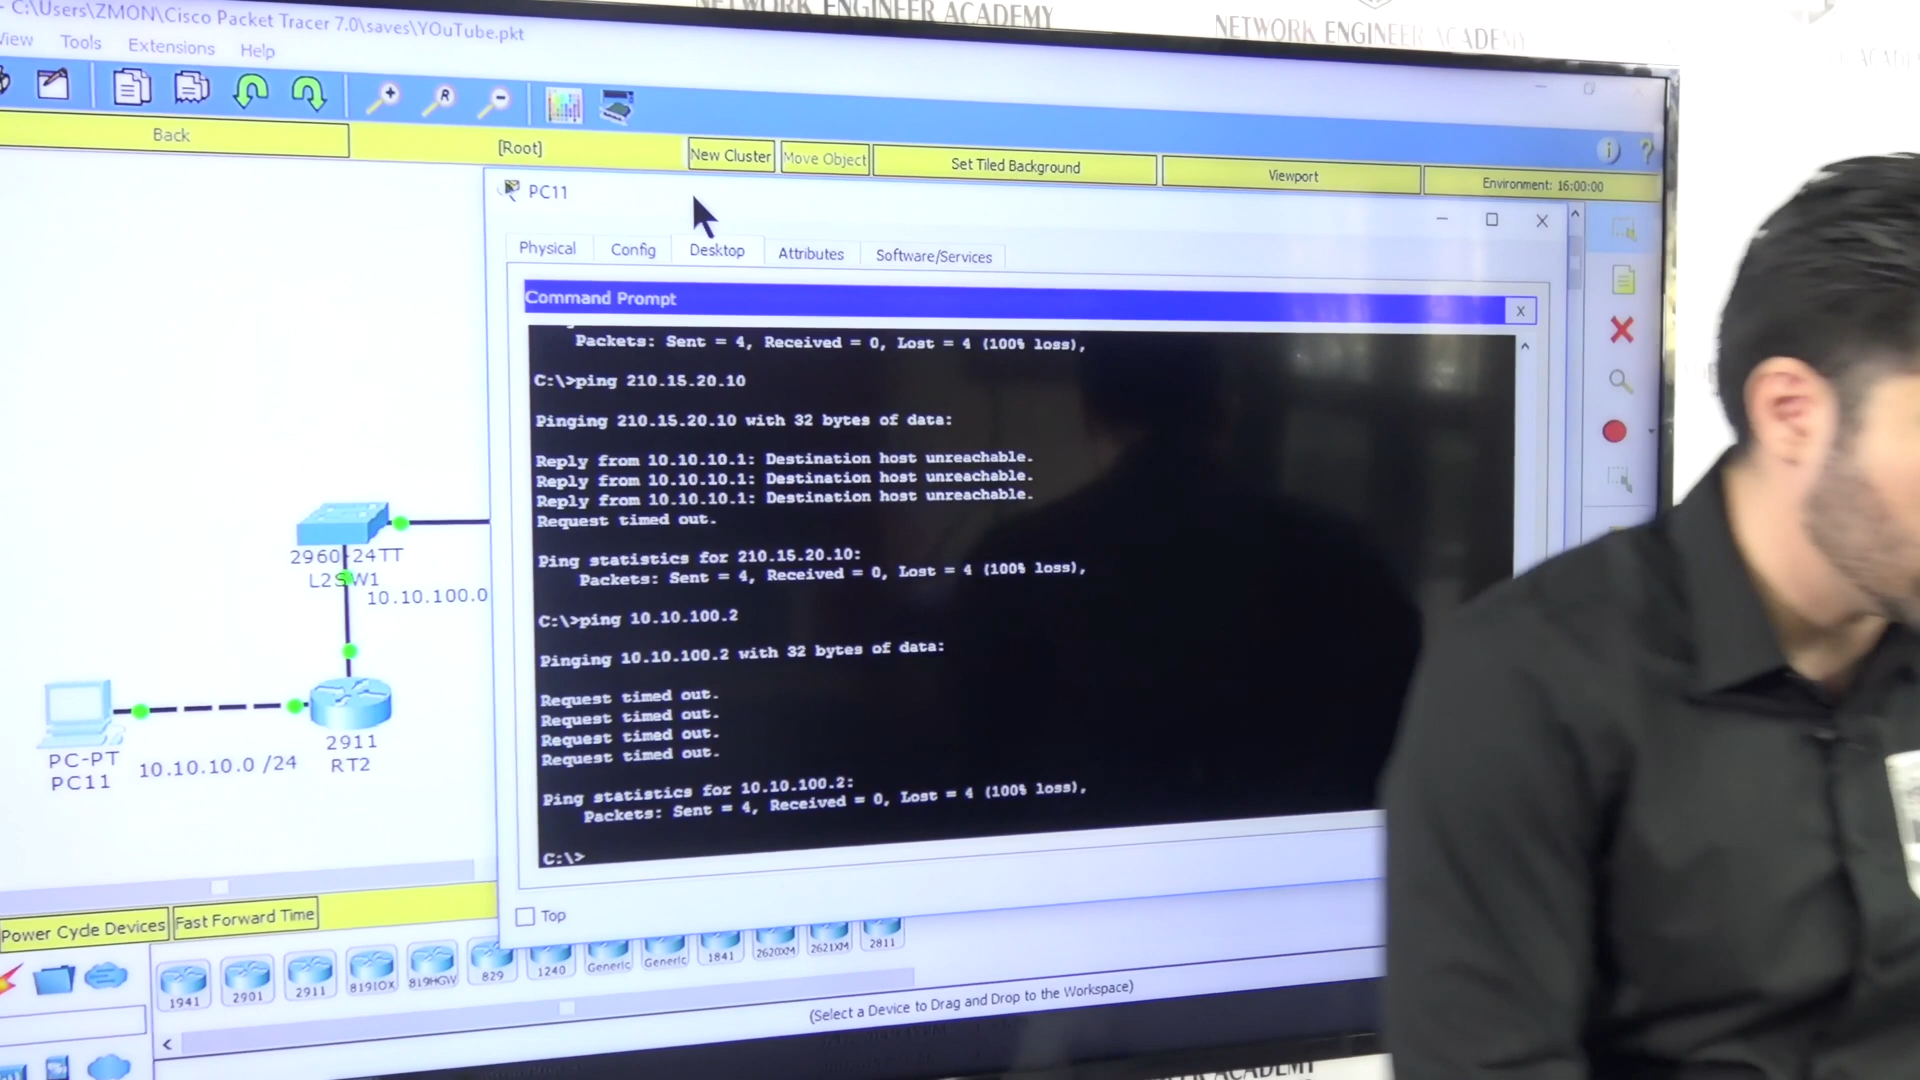 NETWORK ENGINEER ACADEMY
NETWORK ENGINEER ACADEMY
C:\Users\ZMON\Cisco Packet Tracer 7.0\saves\YOuTube.pkt
View Tools Extensions Help
Back
[Root]
New Cluster
Move Object
Set Tiled Background
Viewport
Environment: 16:00:00
PC11
Physical Config Desktop Attributes Software/Services
Command Prompt
X
Packets: Sent = 4, Received = 0, Lost = 4 (100% loss),
C:\>ping 210.15.20.10
Pinging 210.15.20.10 with 32 bytes of data:
Reply from 10.10.10.1: Destination host unreachable.
Reply from 10.10.10.1: Destination host unreachable.
Reply from 10.10.10.1: Destination host unreachable.
Request timed out.
Ping statistics for 210.15.20.10:
Packets: Sent = 4, Received = 0, Lost = 4 (100% loss),
C:\>ping 10.10.100.2
Pinging 10.10.100.2 with 32 bytes of data:
Request timed out.
Request timed out.
Request timed out.
Request timed out.
Ping statistics for 10.10.100.2:
Packets: Sent = 4, Received = 0, Lost = 4 (100% loss),
C:\>
Top
2960-24TT
L2SW1
10.10.100.0
2911
RT2
PC-PT
PC11
10.10.10.0 /24
Power Cycle Devices
Fast Forward Time
1941 2901 2911 819IOX 819HGW 829 1240 Generic Generic 1841 2620XM 2621XM 2811
(Select a Device to Drag and Drop to the Workspace)
ACADEMY